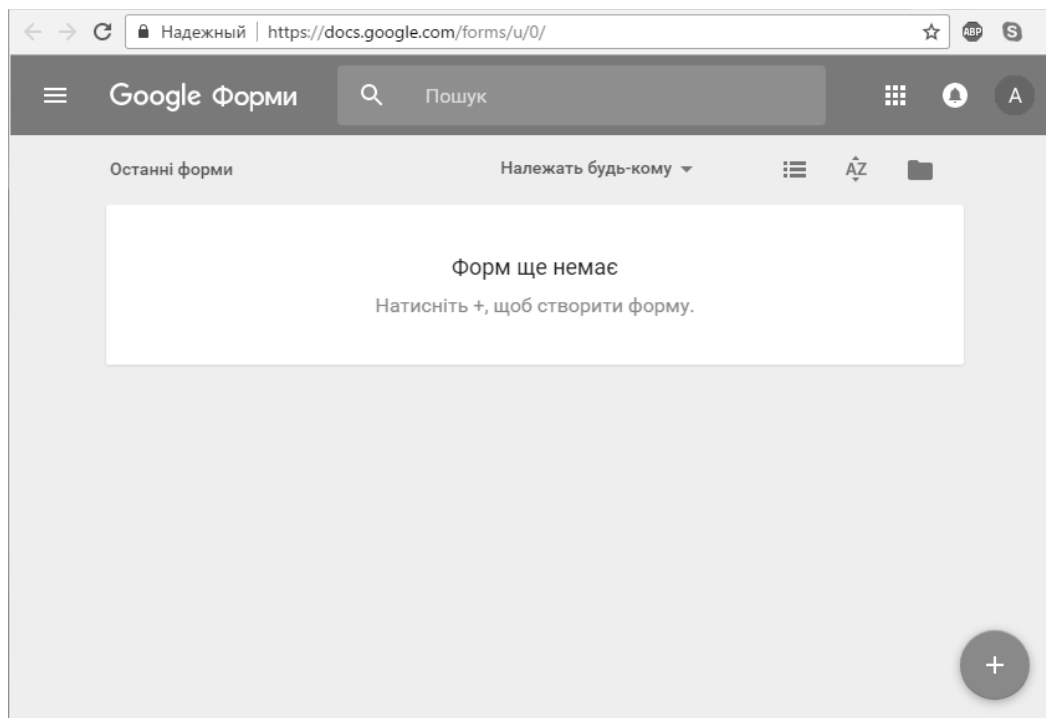 Надежный https://docs.google.com/forms/u/0/ ABP S
Google Форми Пошук A
Останні форми Належать будь-кому AZ
Форм ще немає
Натисніть +, щоб створити форму.
+